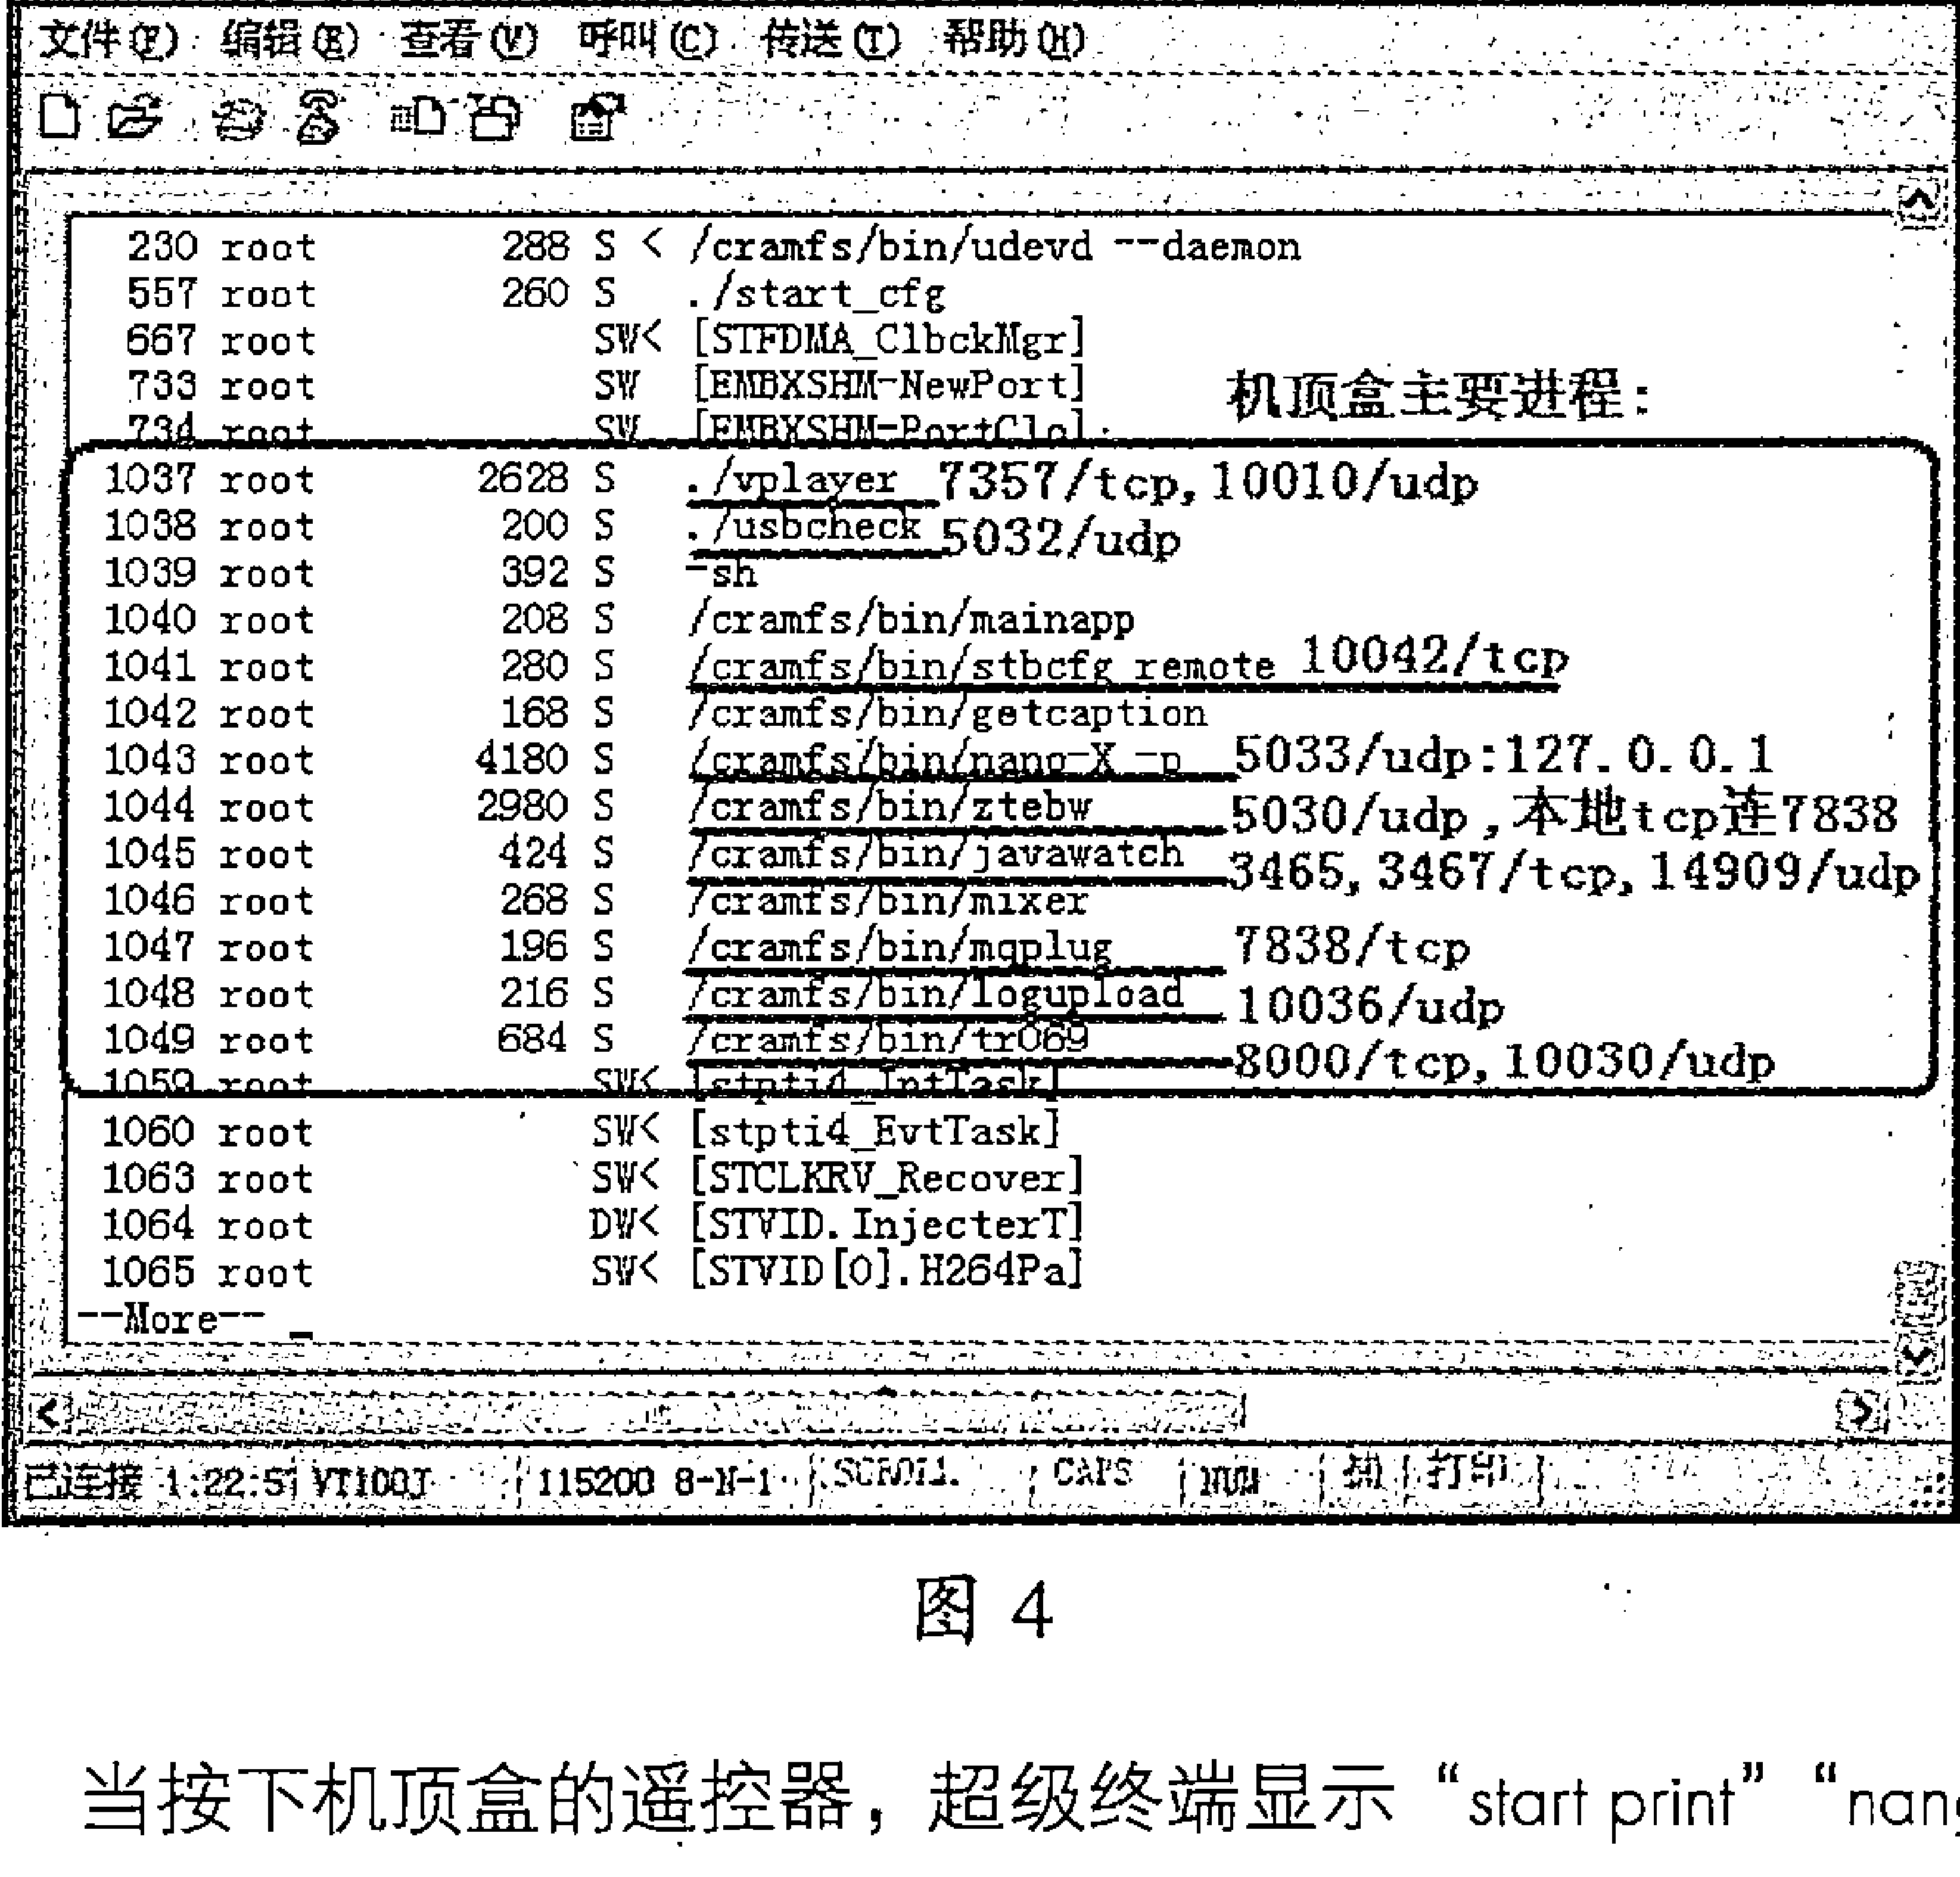 文件(F) 编辑(E) 查看(V) 呼叫(C) 传送(T) 帮助(H)
230 root 288 S < /cramfs/bin/udevd --daemon
557 root 260 S ./start_cfg
667 root SW< [STFDMA_ClbckMgr]
733 root SW [EMBXSHM-NewPort]
机顶盒主要进程:
734 root SW [EMBXSHM-PortClo]
1037 root 2628 S ./vplayer 7357/tcp,10010/udp
1038 root 200 S ./usbcheck 5032/udp
1039 root 392 S -sh
1040 root 208 S /cramfs/bin/mainapp
1041 root 280 S /cramfs/bin/stbcfg_remote 10042/tcp
1042 root 168 S /cramfs/bin/getcaption
1043 root 4180 S /cramfs/bin/nano-X -p 5033/udp:127.0.0.1
1044 root 2980 S /cramfs/bin/ztebw 5030/udp,本地tcp连7838
1045 root 424 S /cramfs/bin/javawatch 3465,3467/tcp,14909/udp
1046 root 268 S /cramfs/bin/mixer
1047 root 196 S /cramfs/bin/mqplug 7838/tcp
1048 root 216 S /cramfs/bin/logupload 10036/udp
1049 root 684 S /cramfs/bin/tr069 8000/tcp,10030/udp
1059 root SW< [stpti4_IntTask]
1060 root SW< [stpti4_EvtTask]
1063 root SW< [STCLKRV_Recover]
1064 root DW< [STVID.InjecterT]
1065 root SW< [STVID[0].H264Pa]
--More-- _
已连接 1:22:51 VT100J 115200 8-N-1 SCROLL CAPS NUM 打印
图 4
当按下机顶盒的遥控器，超级终端显示“start print”“nan